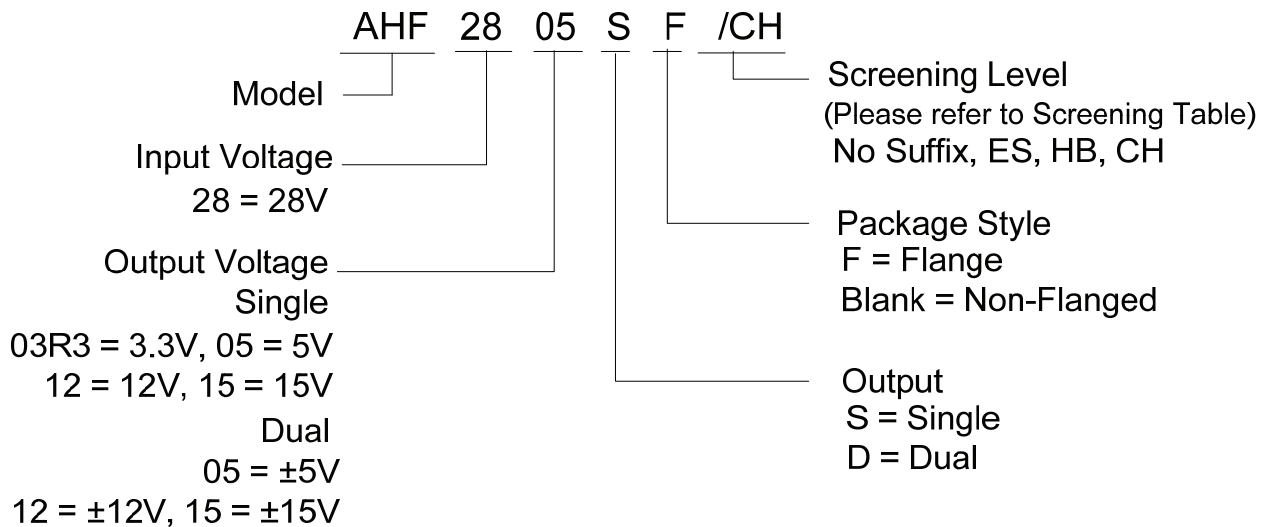 AHF 28 05 S F /CH
Model
Input Voltage
28 = 28V
Output Voltage
Single
03R3 = 3.3V, 05 = 5V
12 = 12V, 15 = 15V
Dual
05 = ±5V
12 = ±12V, 15 = ±15V
Screening Level
(Please refer to Screening Table)
No Suffix, ES, HB, CH
Package Style
F = Flange
Blank = Non-Flanged
Output
S = Single
D = Dual